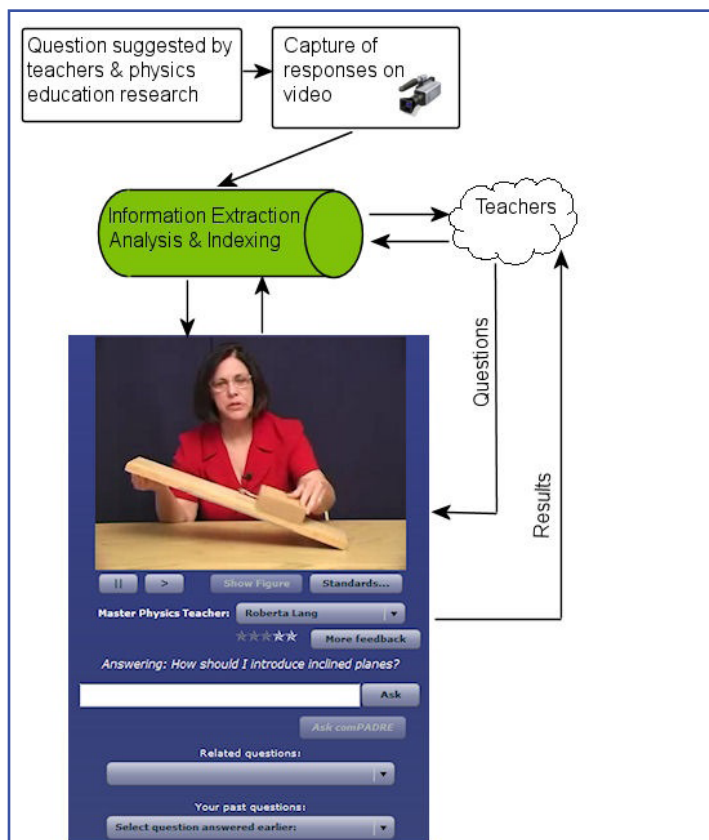 Question suggested by
teachers & physics
education research
Capture of
responses on
video
Information Extraction
Analysis & Indexing
Teachers
Questions
Results
||
>
Show Figure
Standards...
Master Physics Teacher:
Roberta Lang
More feedback
Answering: How should I introduce inclined planes?
Ask
Ask comPADRE
Related questions:
Your past questions:
Select question answered earlier: